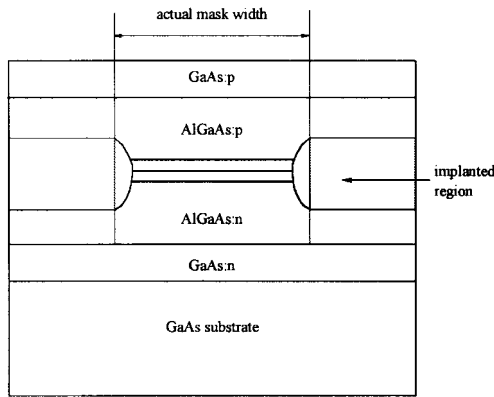 actual mask width
GaAs:p
AlGaAs:p
implanted
region
AlGaAs:n
GaAs:n
GaAs substrate